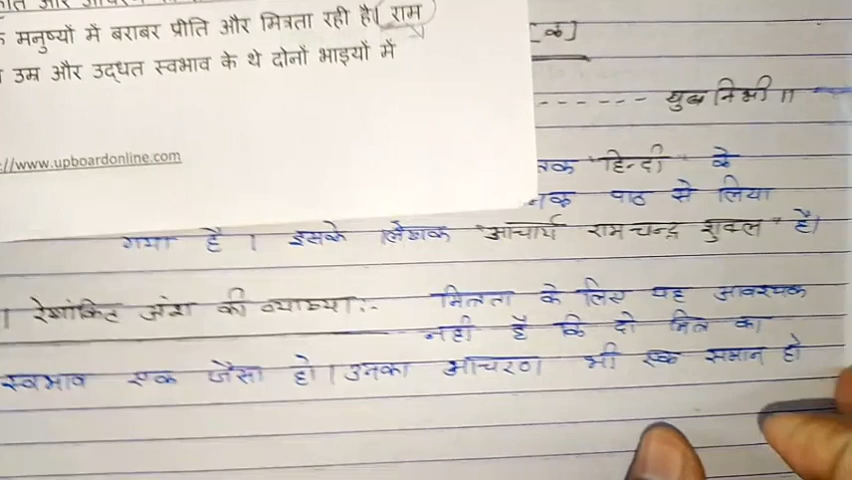 मनुष्यों में बराबर प्रीति और मित्रता रही है। राम
उग्र और उद्धत स्वभाव के थे दोनों भाइयों में
://www.upboardonline.com
[क]
------ युक्त निभी ॥
"हिन्दी" के
पाठ से लिया
गया है । इसके लेखक "आचार्य रामचन्द्र शुक्ल" है।
रेखांकित अंश की व्याख्या :- मित्रता के लिए यह आवश्यक
नही है कि दो मित्र का
स्वभाव एक जैसा हो । उनका आचरण भी एक समान हो